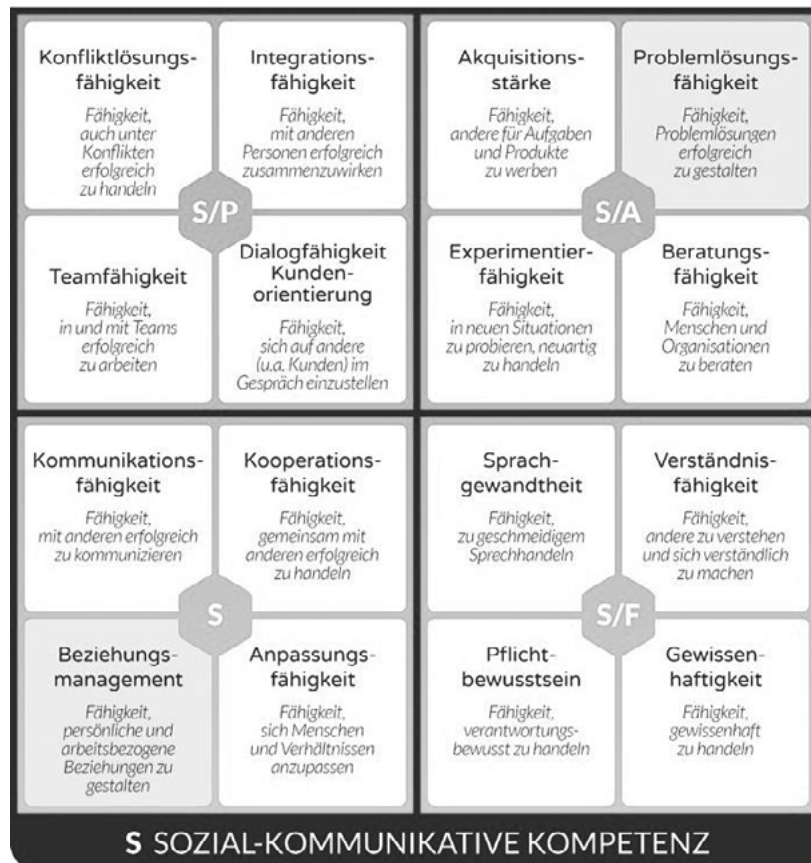 Konfliktlösungs-
fähigkeit
Fähigkeit,
auch unter
Konflikten
erfolgreich
zu handeln
Integrations-
fähigkeit
Fähigkeit,
mit anderen
Personen erfolgreich
zusammenzuwirken
S/P
Teamfähigkeit
Fähigkeit,
in und mit Teams
erfolgreich
zu arbeiten
Dialogfähigkeit
Kunden-
orientierung
Fähigkeit,
sich auf andere
(u.a. Kunden) im
Gespräch einzustellen
Akquisitions-
stärke
Fähigkeit,
andere für Aufgaben
und Produkte
zu werben
Problemlösungs-
fähigkeit
Fähigkeit,
Problemlösungen
erfolgreich
zu gestalten
S/A
Experimentier-
fähigkeit
Fähigkeit,
in neuen Situationen
zu probieren, neuartig
zu handeln
Beratungs-
fähigkeit
Fähigkeit,
Menschen und
Organisationen
zu beraten
Kommunikations-
fähigkeit
Fähigkeit,
mit anderen erfolgreich
zu kommunizieren
Kooperations-
fähigkeit
Fähigkeit,
gemeinsam mit
anderen erfolgreich
zu handeln
S
Beziehungs-
management
Fähigkeit,
persönliche und
arbeitsbezogene
Beziehungen zu
gestalten
Anpassungs-
fähigkeit
Fähigkeit,
sich Menschen
und Verhältnissen
anzupassen
Sprach-
gewandtheit
Fähigkeit,
zu geschmeidigem
Sprechhandeln
Verständnis-
fähigkeit
Fähigkeit,
andere zu verstehen
und sich verständlich
zu machen
S/F
Pflicht-
bewusstsein
Fähigkeit,
verantwortungs-
bewusst zu handeln
Gewissen-
haftigkeit
Fähigkeit,
gewissenhaft
zu handeln
S SOZIAL-KOMMUNIKATIVE KOMPETENZ